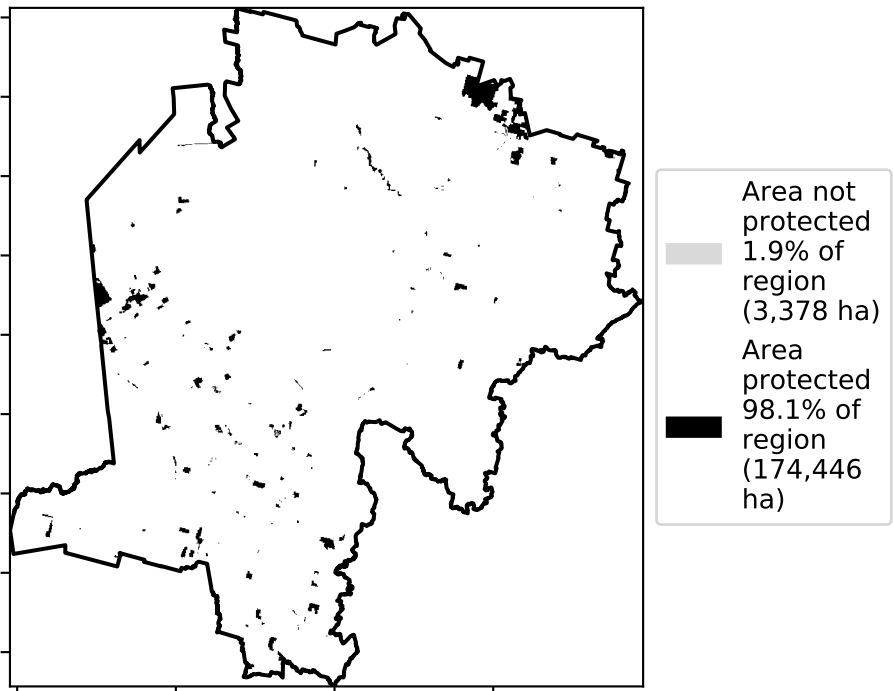 Area not
protected
1.9% of
region
(3,378 ha)
Area
protected
98.1% of
region
(174,446
ha)